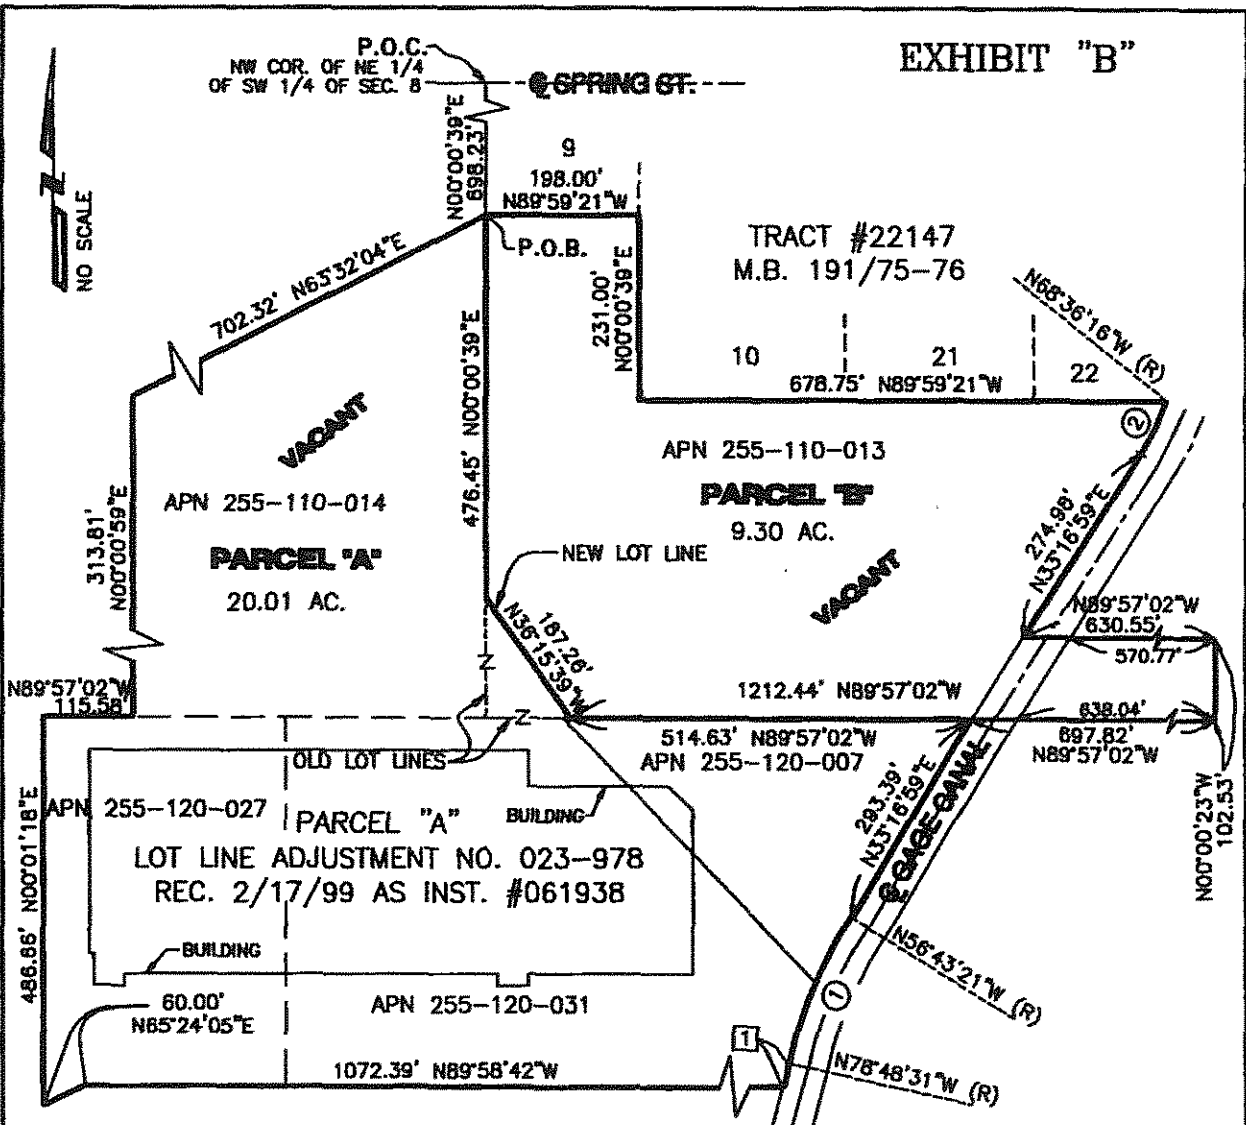 EXHIBIT "B"
P.O.C.
NW COR. OF NE 1/4
OF SW 1/4 OF SEC. 8
℄ SPRING ST.
N00°00'39"E
698.23'
9
198.00'
N89°59'21"W
P.O.B.
N
NO SCALE
TRACT #22147
M.B. 191/75-76
702.32' N63°32'04"E
231.00'
N00°00'39"E
N68°36'16"W (R)
10
21
22
678.75' N89°59'21"W
2
VACANT
476.45' N00°00'39"E
APN 255-110-013
PARCEL "B"
9.30 AC.
APN 255-110-014
PARCEL "A"
20.01 AC.
313.81'
N00°00'59"E
NEW LOT LINE
VACANT
274.98'
N33°16'59"E
187.26'
N36°15'39"W
N89°57'02"W
630.55'
570.77'
N89°57'02"W
115.58'
Z
Z
1212.44' N89°57'02"W
638.04'
514.63' N89°57'02"W
697.82'
N89°57'02"W
OLD LOT LINES
APN 255-120-007
N00°00'23"W
102.53'
486.86' N00°01'18"E
APN 255-120-027
PARCEL "A"
BUILDING
LOT LINE ADJUSTMENT NO. 023-978
REC. 2/17/99 AS INST. #061938
293.39'
N33°16'59"E
℄ GAGE CANAL
BUILDING
N56°43'21"W (R)
60.00'
N65°24'05"E
APN 255-120-031
1
1
1072.39' N89°58'42"W
N78°48'31"W (R)